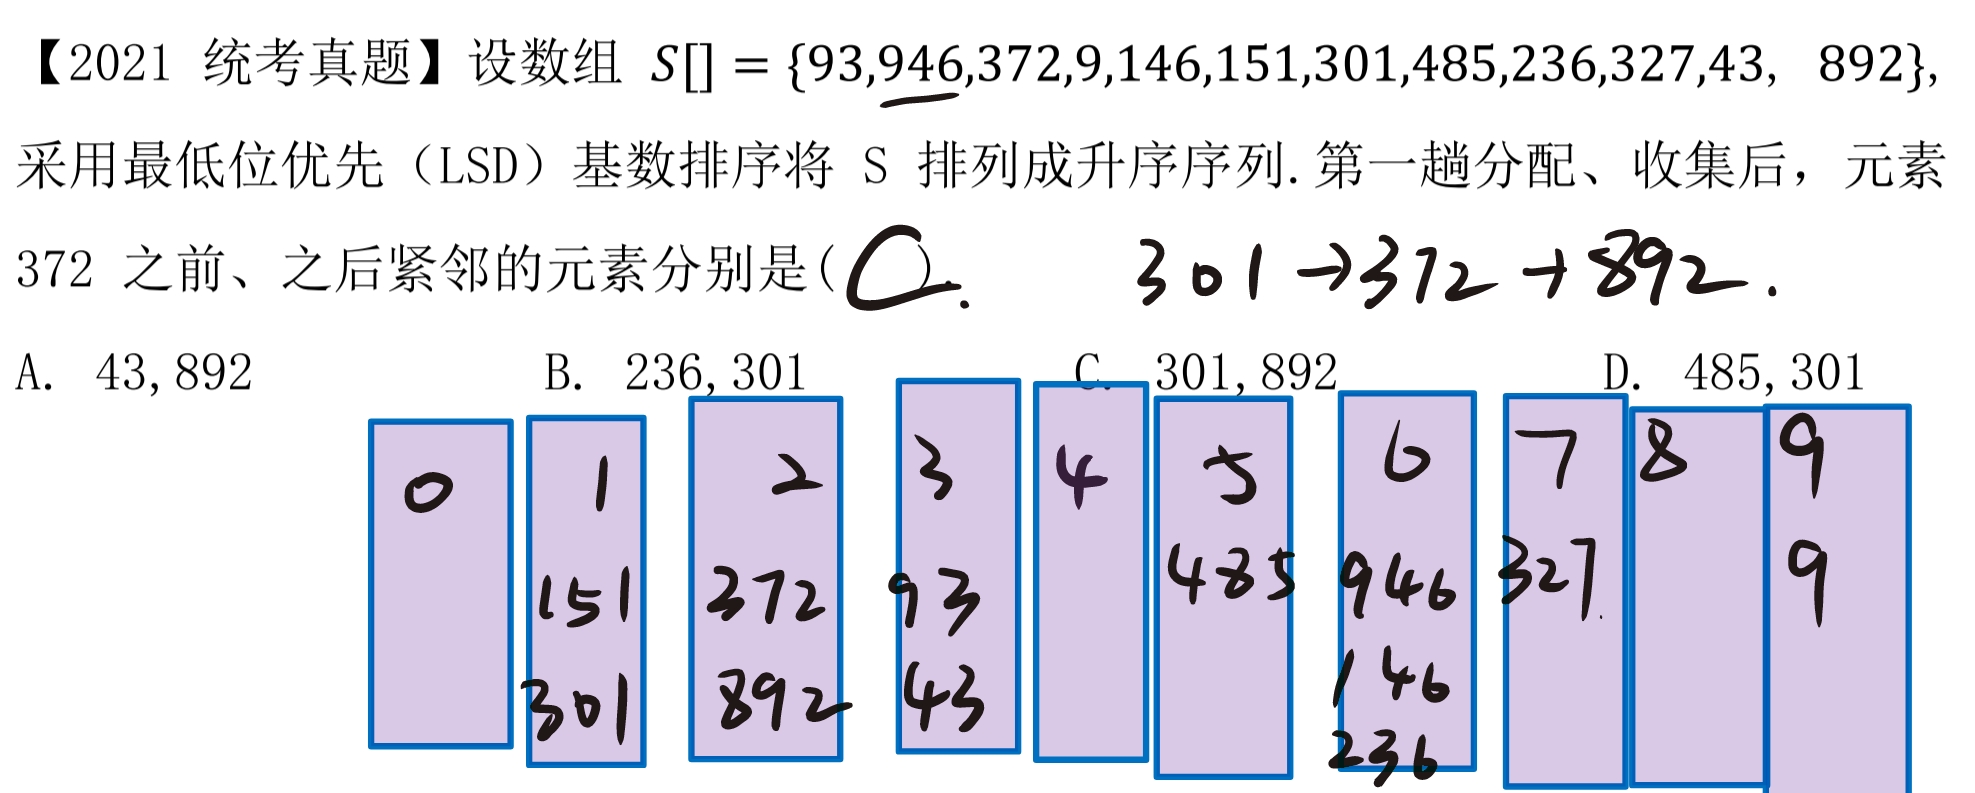 【2021 统考真题】设数组 S[] = {93,946,372,9,146,151,301,485,236,327,43, 892},
采用最低位优先（LSD）基数排序将 S 排列成升序序列.第一趟分配、收集后，元素
372 之前、之后紧邻的元素分别是( C ). 301→372→892.
A. 43,892 B. 236,301 C. 301,892 D. 485,301
0 1 2 3 4 5 6 7 8 9
151 372 93 485 946 327. 9
301 892 43 146
236